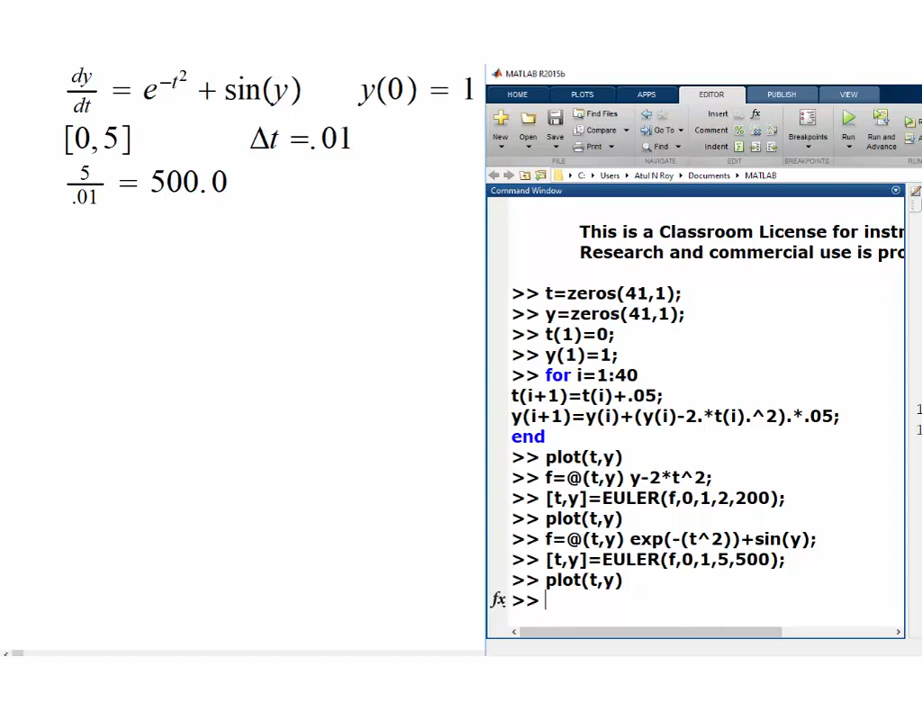 dy/dt = e^{-t^2} + sin(y) y(0) = 1
[0, 5] Δt = .01
5/.01 = 500.0
MATLAB R2015b
HOME PLOTS APPS EDITOR PUBLISH VIEW
New Open Save Find Files Compare Print Go To Find Insert fx Comment Indent Breakpoints Run Run and Advance
FILE NAVIGATE EDIT BREAKPOINTS
C: Users Atul N Roy Documents MATLAB
Command Window
This is a Classroom License for instr
Research and commercial use is pro
>> t=zeros(41,1);
>> y=zeros(41,1);
>> t(1)=0;
>> y(1)=1;
>> for i=1:40
t(i+1)=t(i)+.05;
y(i+1)=y(i)+(y(i)-2.*t(i).^2).*.05;
end
>> plot(t,y)
>> f=@(t,y) y-2*t^2;
>> [t,y]=EULER(f,0,1,2,200);
>> plot(t,y)
>> f=@(t,y) exp(-(t^2))+sin(y);
>> [t,y]=EULER(f,0,1,5,500);
>> plot(t,y)
fx >>